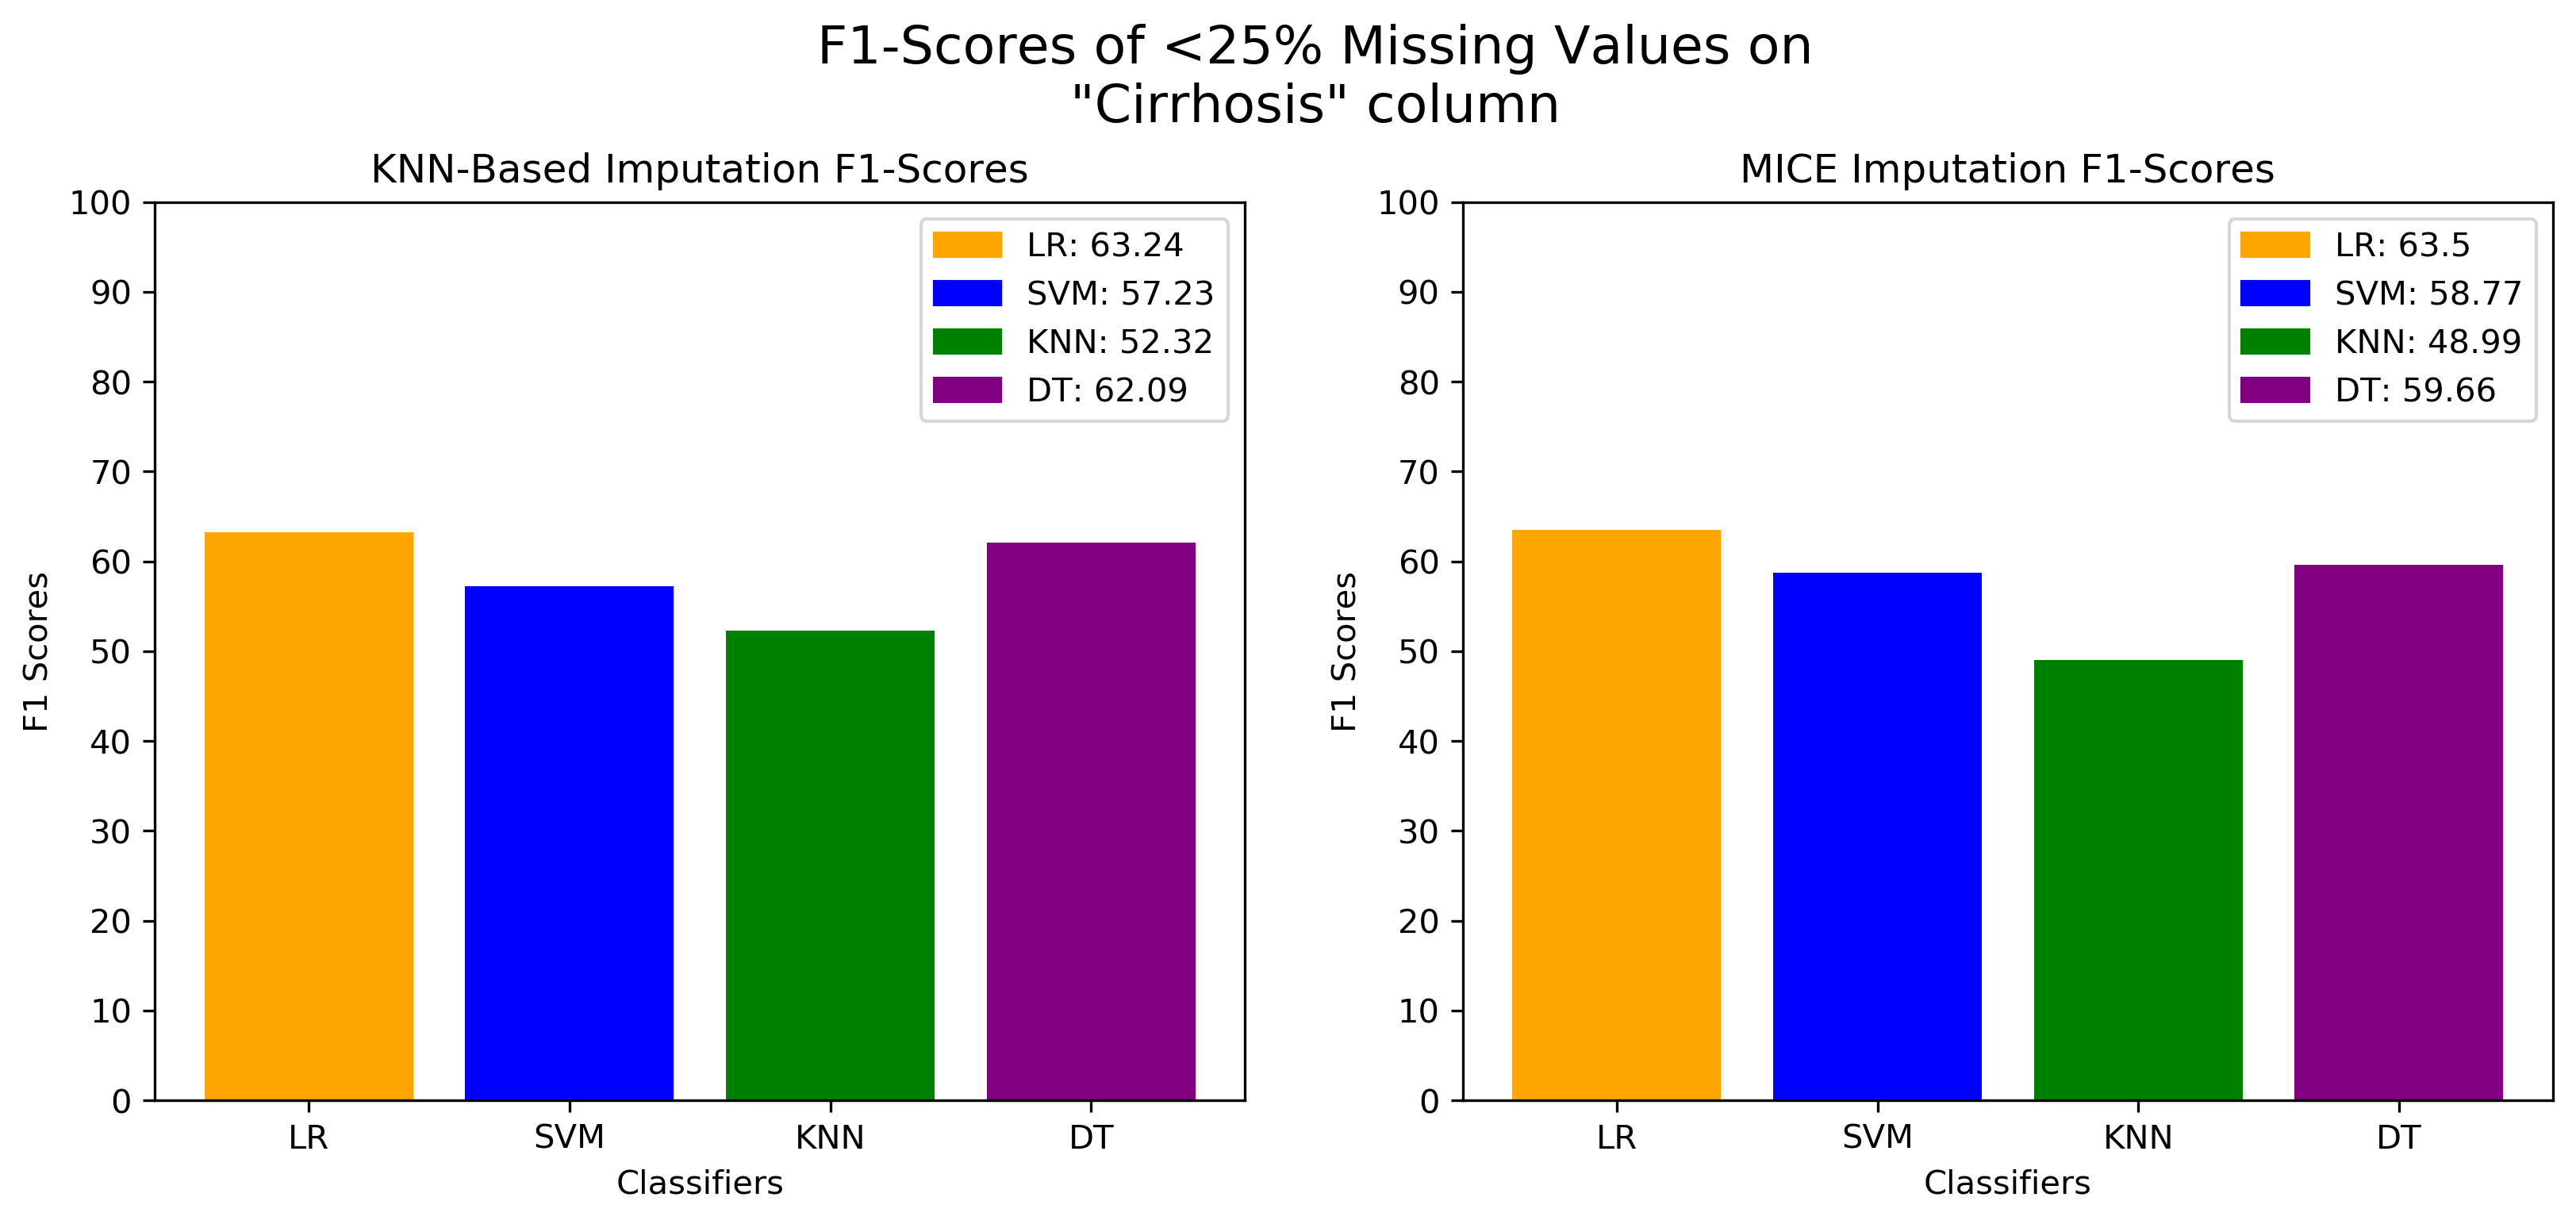 F1-Scores of <25% Missing Values on
"Cirrhosis" column
KNN-Based Imputation F1-Scores
100
90
80
70
60
50
40
30
20
10
0
F1 Scores
LR: 63.24
SVM: 57.23
KNN: 52.32
DT: 62.09
LR SVM KNN DT
Classifiers
MICE Imputation F1-Scores
100
90
80
70
60
50
40
30
20
10
0
F1 Scores
LR: 63.5
SVM: 58.77
KNN: 48.99
DT: 59.66
LR SVM KNN DT
Classifiers